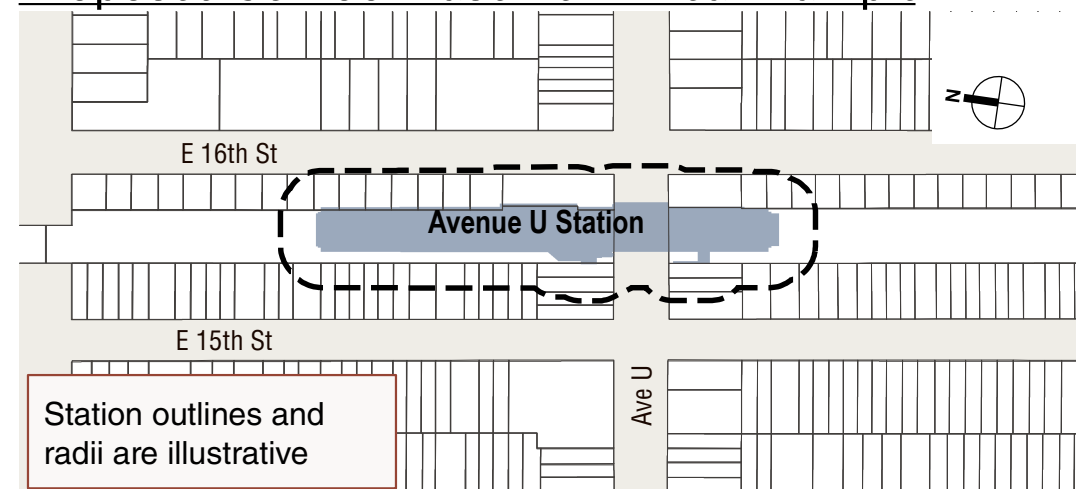 N
E 16th St
Avenue U Station
E 15th St
Ave U
Station outlines and
radii are illustrative